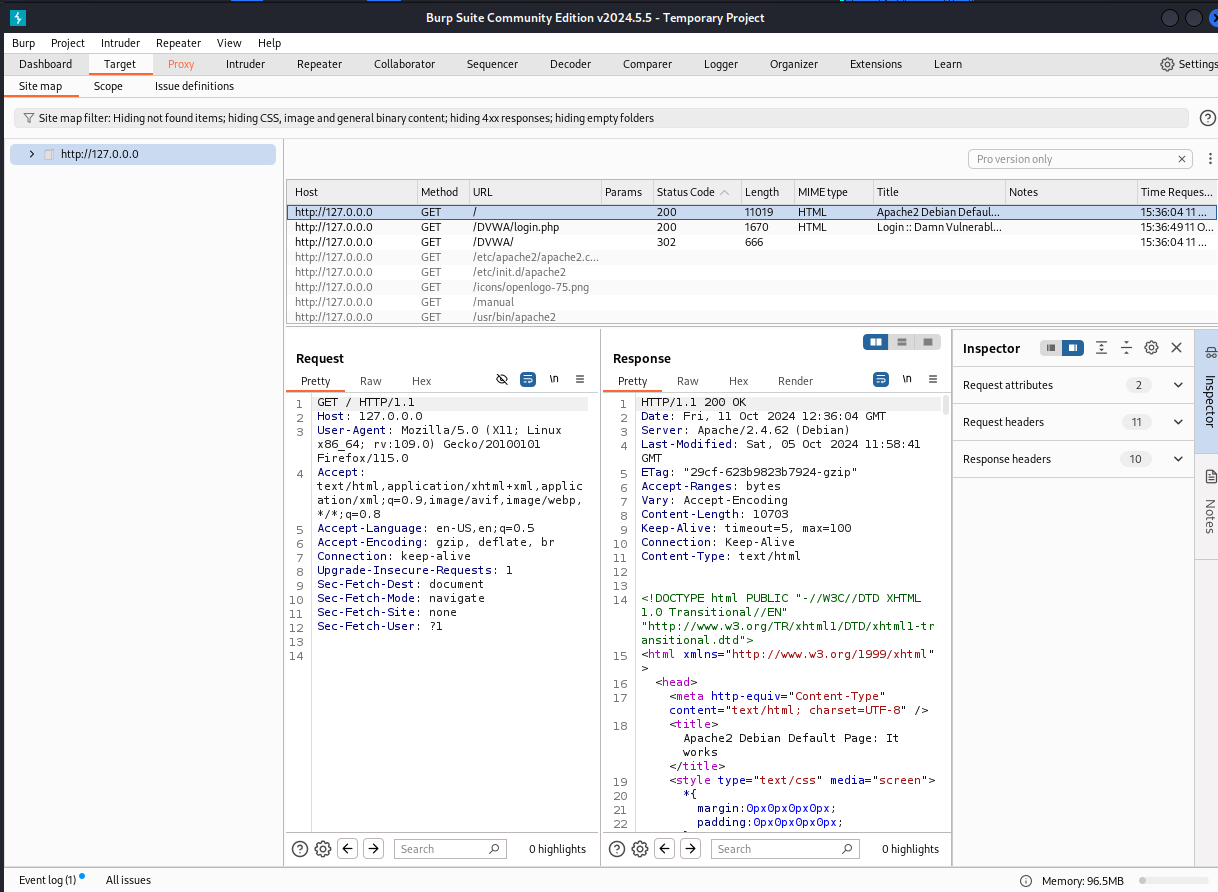 Burp Suite Community Edition v2024.5.5 - Temporary Project
Burp Project Intruder Repeater View Help
Dashboard Target Proxy Intruder Repeater Collaborator Sequencer Decoder Comparer Logger Organizer Extensions Learn Settings
Site map Scope Issue definitions
Site map filter: Hiding not found items; hiding CSS, image and general binary content; hiding 4xx responses; hiding empty folders
http://127.0.0.0
Pro version only
Host Method URL Params Status Code Length MIME type Title Notes Time Reques...
http://127.0.0.0 GET / 200 11019 HTML Apache2 Debian Defaul... 15:36:04 11 ...
http://127.0.0.0 GET /DVWA/login.php 200 1670 HTML Login :: Damn Vulnerabl... 15:36:49 11 O...
http://127.0.0.0 GET /DVWA/ 302 666 15:36:04 11 ...
http://127.0.0.0 GET /etc/apache2/apache2.c...
http://127.0.0.0 GET /etc/init.d/apache2
http://127.0.0.0 GET /icons/openlogo-75.png
http://127.0.0.0 GET /manual
http://127.0.0.0 GET /usr/bin/apache2
Request
Pretty Raw Hex \n
1 GET / HTTP/1.1
2 Host: 127.0.0.0
3 User-Agent: Mozilla/5.0 (X11; Linux
x86_64; rv:109.0) Gecko/20100101
Firefox/115.0
4 Accept:
text/html,application/xhtml+xml,applic
ation/xml;q=0.9,image/avif,image/webp,
*/*;q=0.8
5 Accept-Language: en-US,en;q=0.5
6 Accept-Encoding: gzip, deflate, br
7 Connection: keep-alive
8 Upgrade-Insecure-Requests: 1
9 Sec-Fetch-Dest: document
10 Sec-Fetch-Mode: navigate
11 Sec-Fetch-Site: none
12 Sec-Fetch-User: ?1
13
14
Search 0 highlights
Response
Pretty Raw Hex Render \n
1 HTTP/1.1 200 OK
2 Date: Fri, 11 Oct 2024 12:36:04 GMT
3 Server: Apache/2.4.62 (Debian)
4 Last-Modified: Sat, 05 Oct 2024 11:58:41
GMT
5 ETag: "29cf-623b9823b7924-gzip"
6 Accept-Ranges: bytes
7 Vary: Accept-Encoding
8 Content-Length: 10703
9 Keep-Alive: timeout=5, max=100
10 Connection: Keep-Alive
11 Content-Type: text/html
12
13
14 <!DOCTYPE html PUBLIC "-//W3C//DTD XHTML
1.0 Transitional//EN"
"http://www.w3.org/TR/xhtml1/DTD/xhtml1-tr
ansitional.dtd">
15 <html xmlns="http://www.w3.org/1999/xhtml"
>
16 <head>
17 <meta http-equiv="Content-Type"
content="text/html; charset=UTF-8" />
18 <title>
Apache2 Debian Default Page: It
works
</title>
19 <style type="text/css" media="screen">
20 *{
21 margin:0px0px0px0px;
22 padding:0px0px0px0px;
Search 0 highlights
Inspector
Request attributes 2
Request headers 11
Response headers 10
Inspector
Notes
Event log (1) All issues Memory: 96.5MB